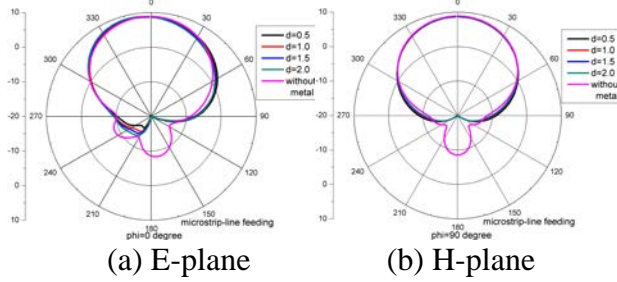 10
0
-10
-20
-10
0
10
0
30
60
90
120
150
180
210
240
270
300
330
d=0.5
d=1.0
d=1.5
d=2.0
without
metal
microstrip-line feeding
phi=0 degree
(a) E-plane
10
0
-10
-20
-10
0
10
0
30
60
90
120
150
180
210
240
270
300
330
d=0.5
d=1.0
d=1.5
d=2.0
without
metal
microstrip-line feeding
phi=90 degree
(b) H-plane